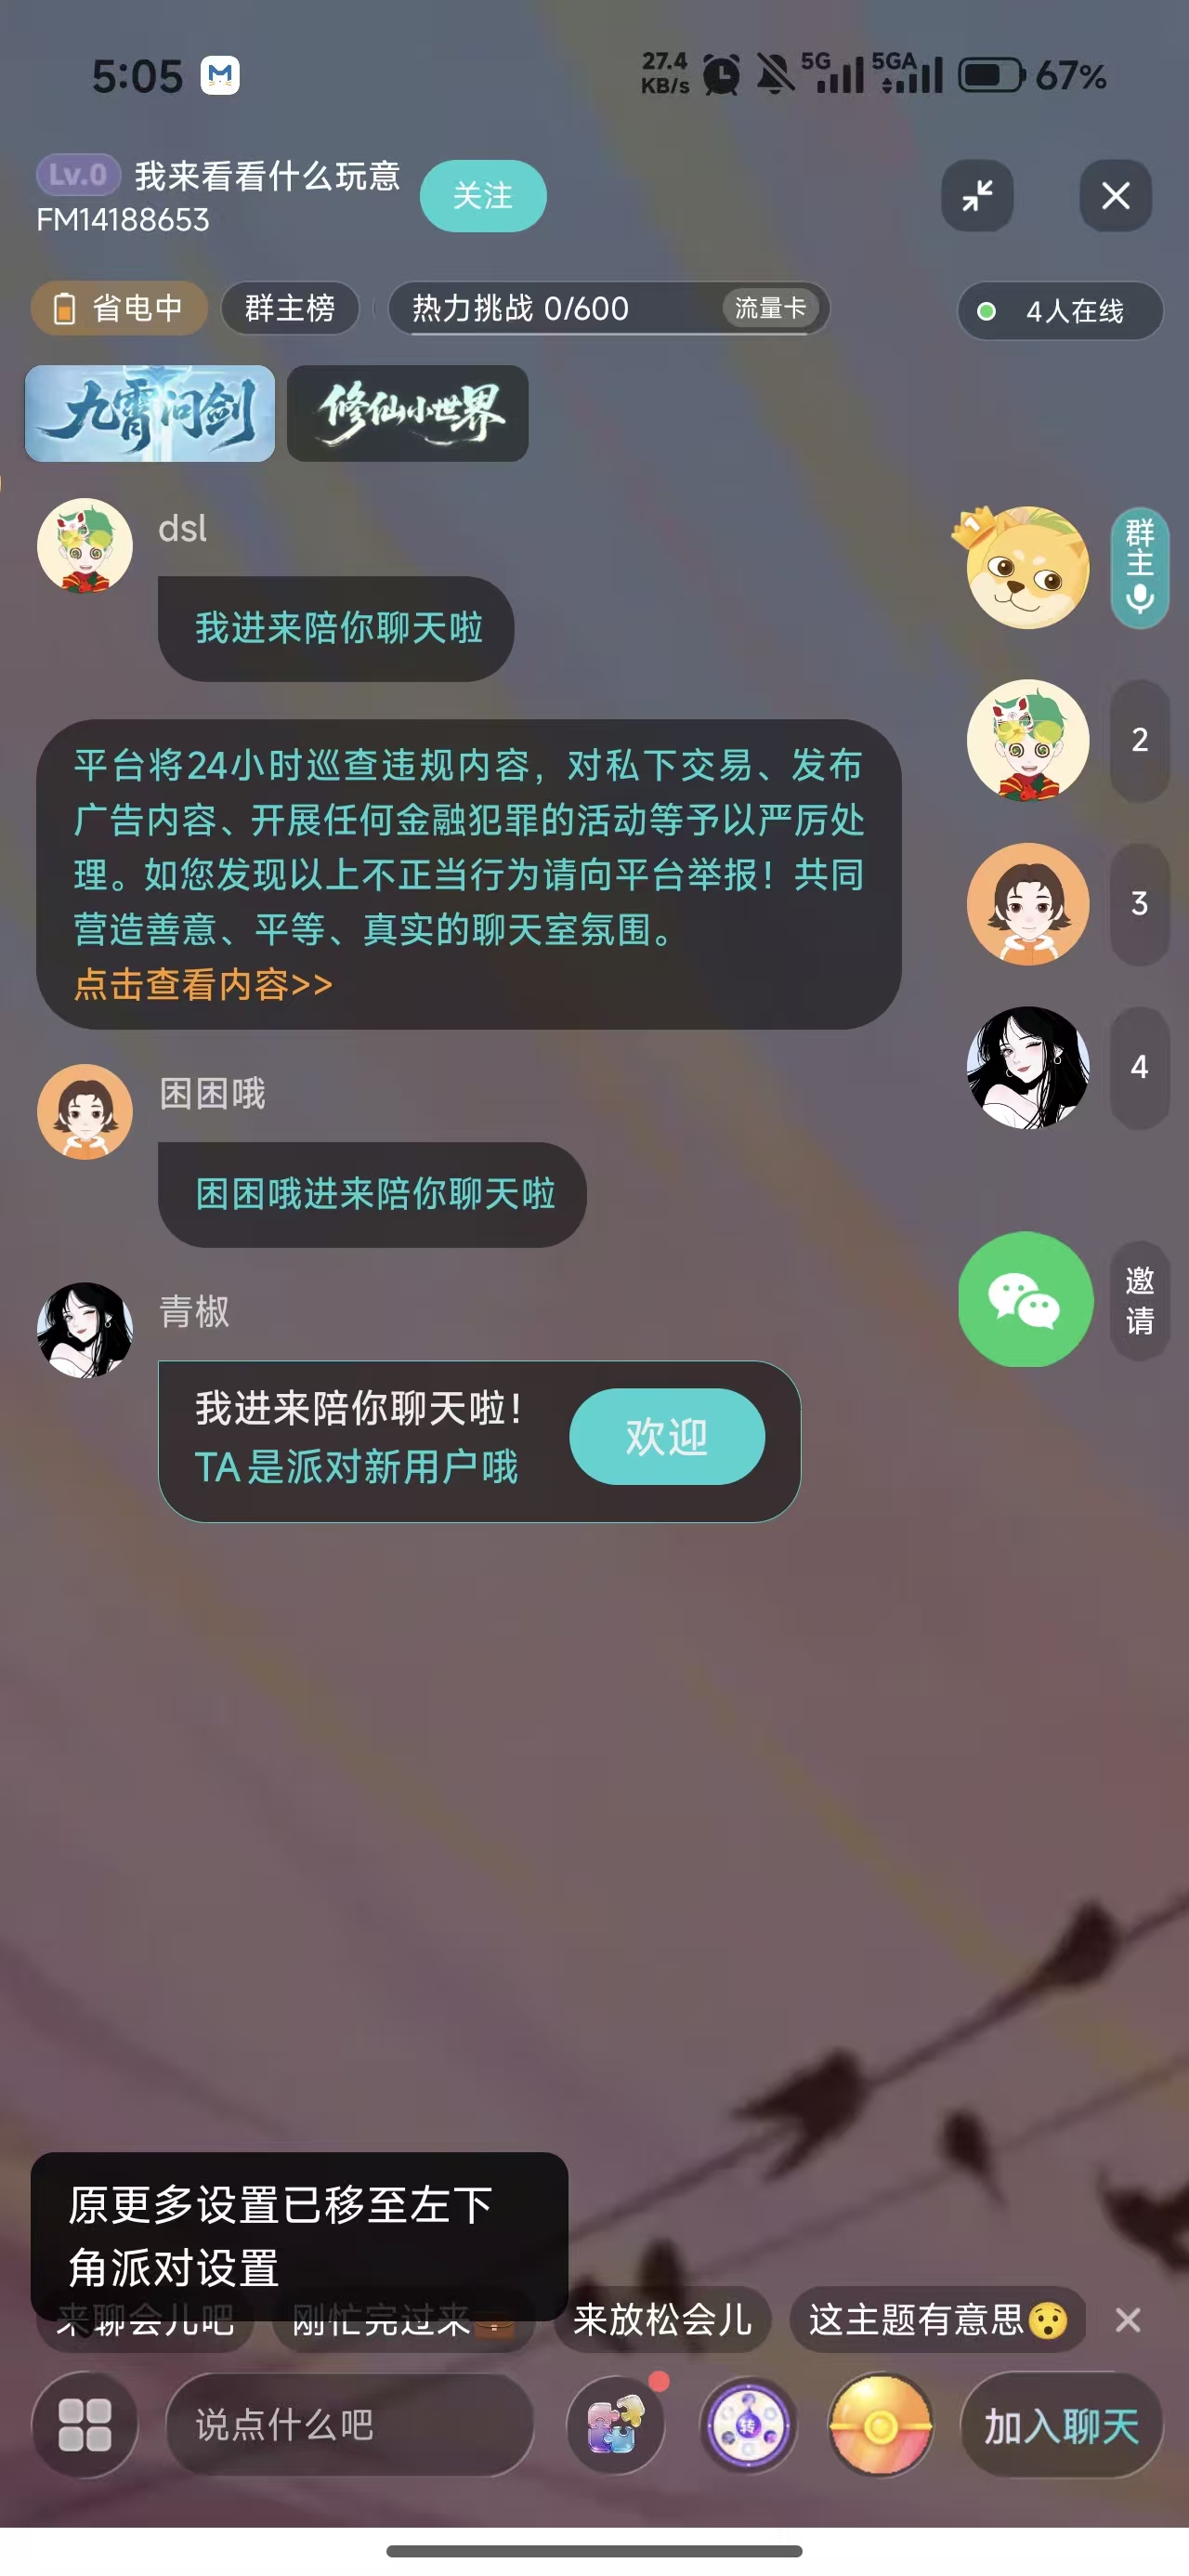 5:05
27.4
KB/s
5G
5GA
67%
Lv.0 我来看看什么玩意
FM14188653
关注
省电中
群主榜
热力挑战 0/600
流量卡
4人在线
九霄问剑
修仙小世界
dsl
我进来陪你聊天啦
群主
2
平台将24小时巡查违规内容，对私下交易、发布
广告内容、开展任何金融犯罪的活动等予以严厉处
理。如您发现以上不正当行为请向平台举报！共同
营造善意、平等、真实的聊天室氛围。
点击查看内容>>
3
4
困困哦
困困哦进来陪你聊天啦
邀请
青椒
我进来陪你聊天啦！
TA是派对新用户哦
欢迎
原更多设置已移至左下
角派对设置
来聊会儿吧
刚忙完过来💼
来放松会儿
这主题有意思😯
说点什么吧
转
加入聊天